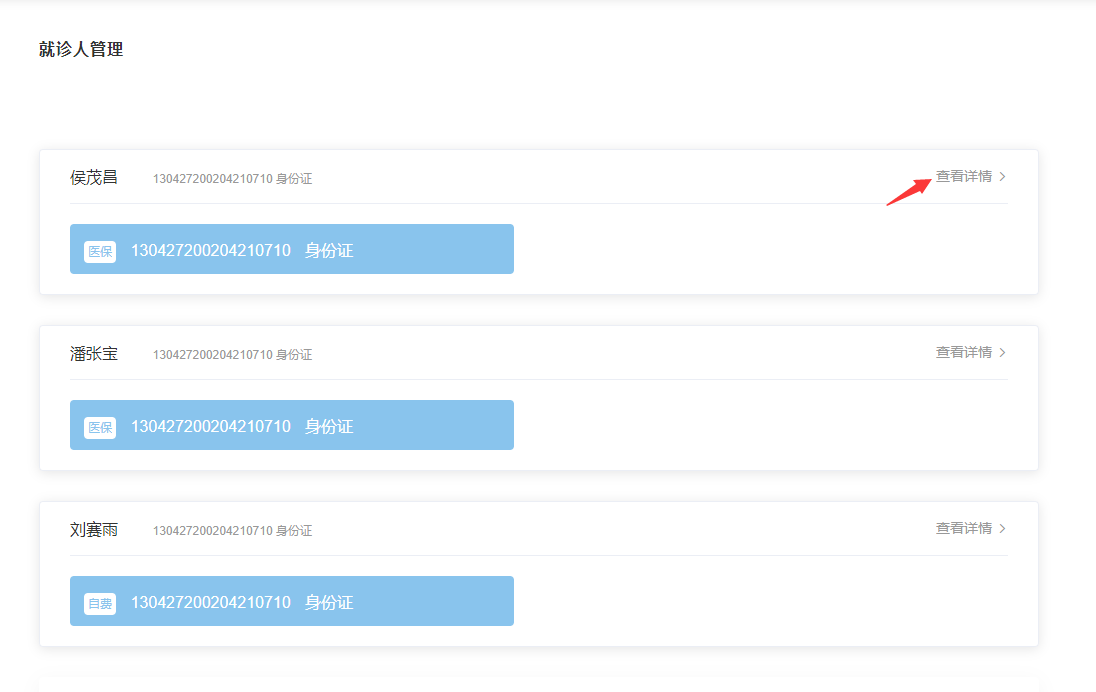 就诊人管理
侯茂昌 130427200204210710 身份证 查看详情
医保 130427200204210710 身份证
潘张宝 130427200204210710 身份证 查看详情
医保 130427200204210710 身份证
刘赛雨 130427200204210710 身份证 查看详情
自费 130427200204210710 身份证